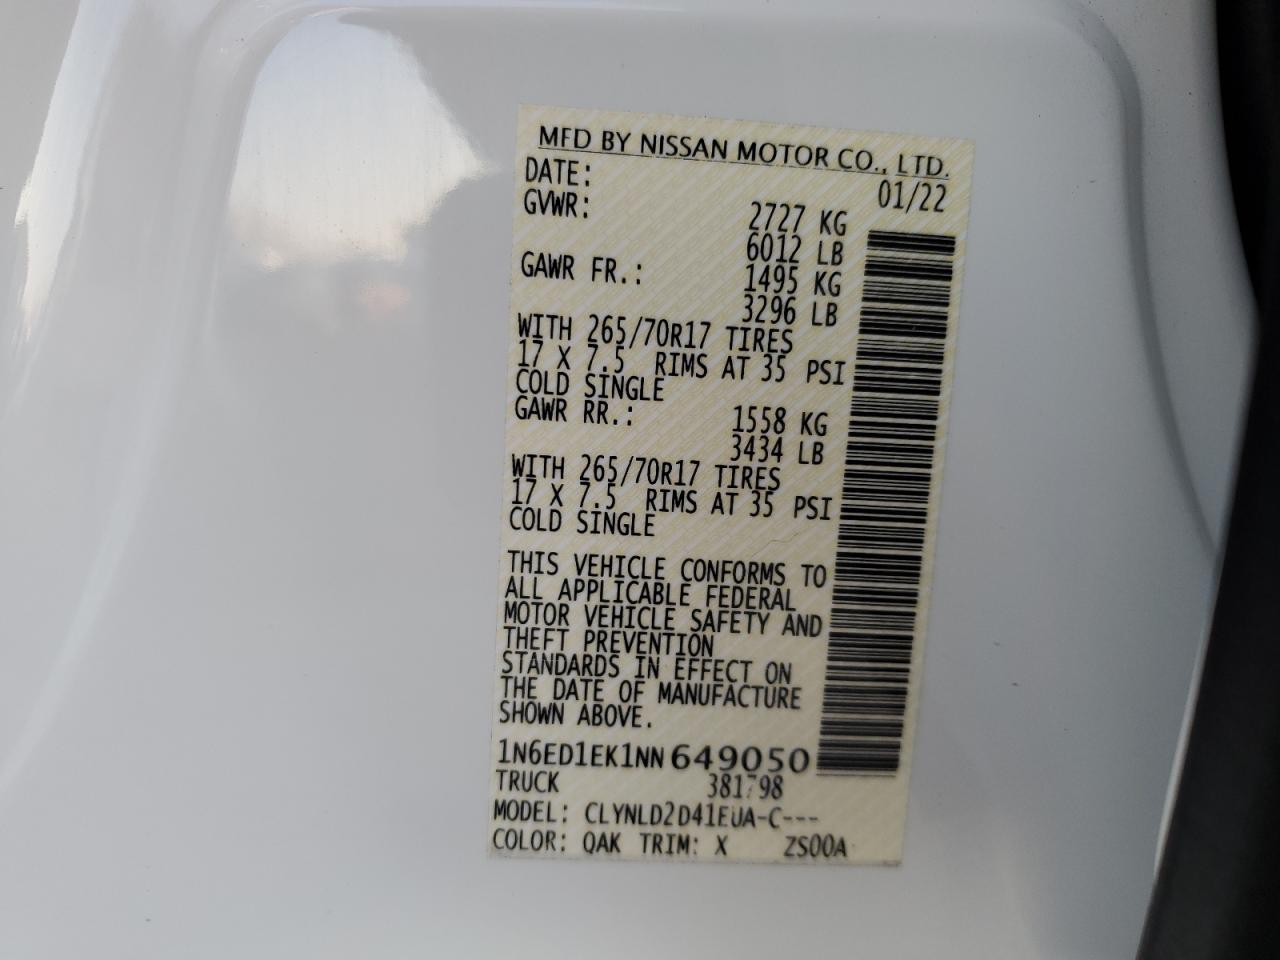 MFD BY NISSAN MOTOR CO., LTD.
DATE: 01/22
GVWR: 2727 KG
6012 LB
GAWR FR.: 1495 KG
3296 LB
WITH 265/70R17 TIRES
17 X 7.5 RIMS AT 35 PSI
COLD SINGLE
GAWR RR.: 1558 KG
3434 LB
WITH 265/70R17 TIRES
17 X 7.5 RIMS AT 35 PSI
COLD SINGLE
THIS VEHICLE CONFORMS TO
ALL APPLICABLE FEDERAL
MOTOR VEHICLE SAFETY AND
THEFT PREVENTION
STANDARDS IN EFFECT ON
THE DATE OF MANUFACTURE
SHOWN ABOVE.
1N6ED1EK1NN649050
TRUCK 381798
MODEL: CLYNLD2D41EUA-C---
COLOR: QAK TRIM: X ZS00A